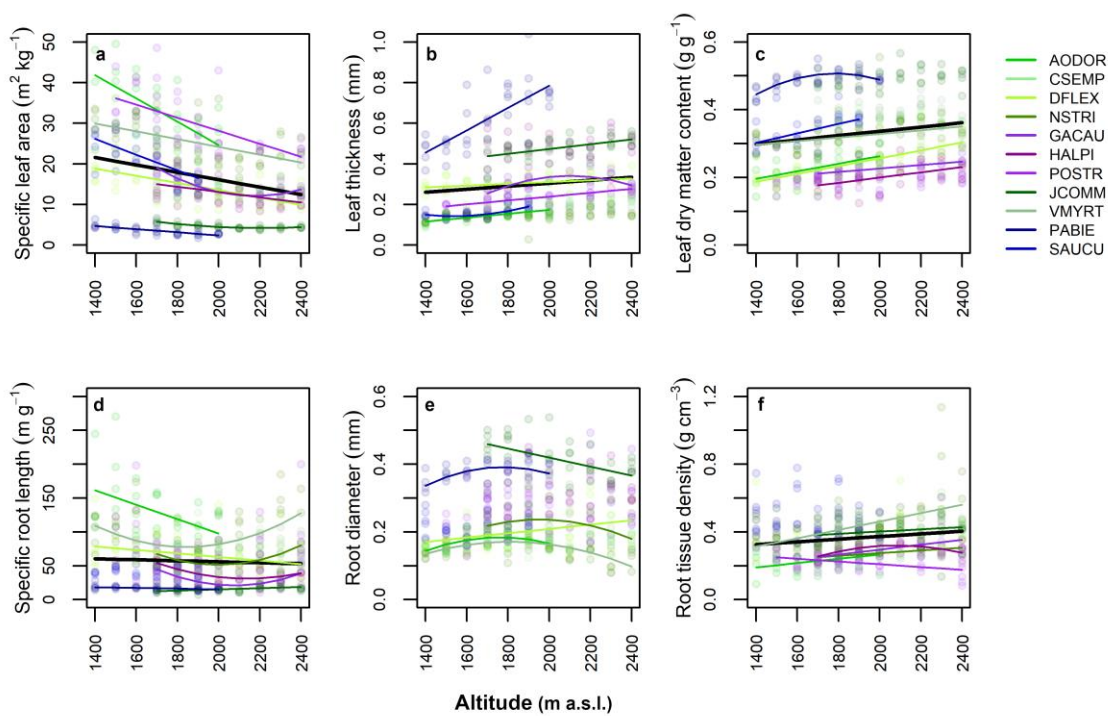 a
Specific leaf area (m² kg⁻¹)
0 10 20 30 40 50
1400 1600 1800 2000 2200 2400
b
Leaf thickness (mm)
0.0 0.2 0.4 0.6 0.8 1.0
1400 1600 1800 2000 2200 2400
c
Leaf dry matter content (g g⁻¹)
0.0 0.2 0.4 0.6
1400 1600 1800 2000 2200 2400
AODOR
CSEMP
DFLEX
NSTRI
GACAU
HALPI
POSTR
JCOMM
VMYRT
PABIE
SAUCU
d
Specific root length (m g⁻¹)
0 50 150 250
1400 1600 1800 2000 2200 2400
e
Root diameter (mm)
0.0 0.2 0.4 0.6
1400 1600 1800 2000 2200 2400
f
Root tissue density (g cm⁻³)
0.0 0.4 0.8 1.2
1400 1600 1800 2000 2200 2400
Altitude (m a.s.l.)